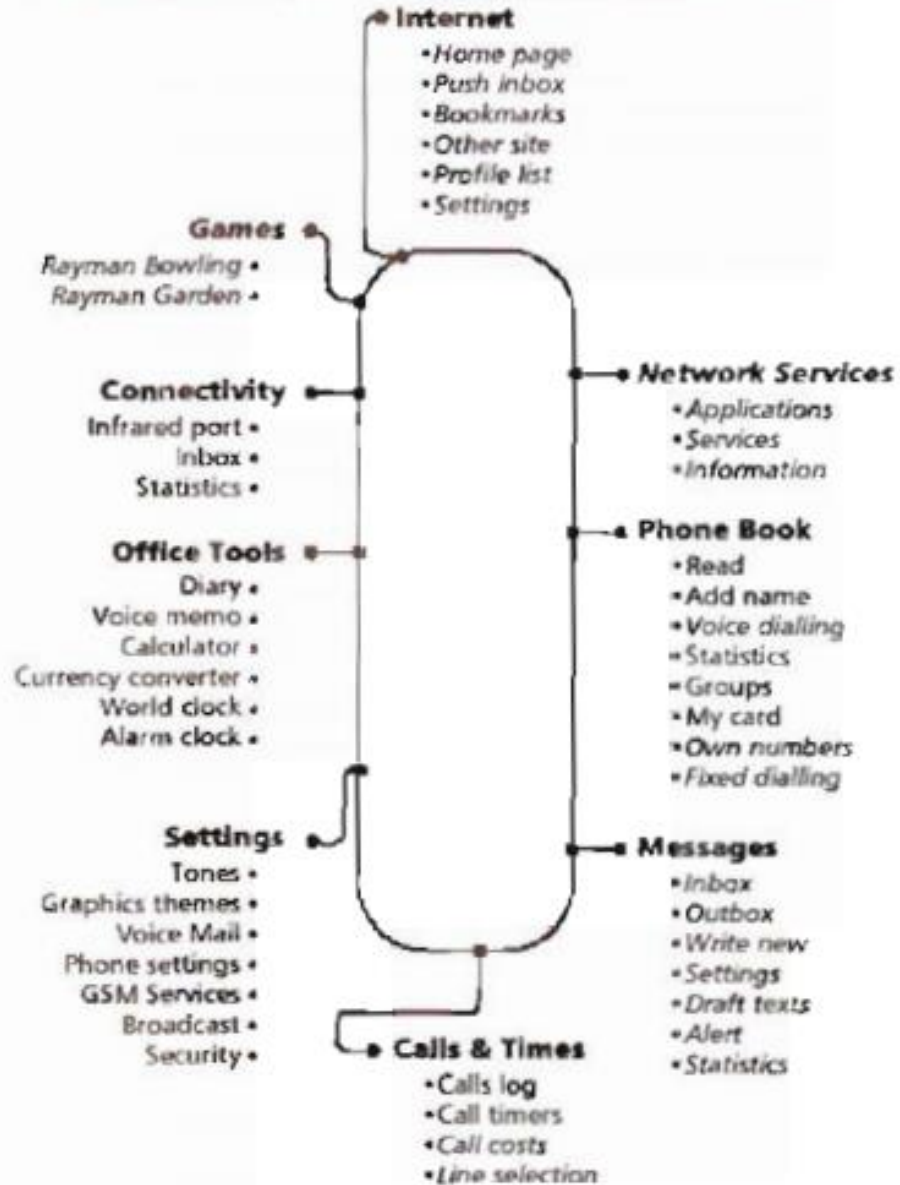 Internet
•Home page
•Push inbox
•Bookmarks
•Other site
•Profile list
•Settings
Games
Rayman Bowling •
Rayman Garden •
Connectivity
Infrared port •
Inbox •
Statistics •
Office Tools
Diary •
Voice memo •
Calculator •
Currency converter •
World clock •
Alarm clock •
Settings
Tones •
Graphics themes •
Voice Mail •
Phone settings •
GSM Services •
Broadcast •
Security •
Network Services
•Applications
•Services
•Information
Phone Book
•Read
•Add name
•Voice dialling
•Statistics
•Groups
•My card
•Own numbers
•Fixed dialling
Messages
•Inbox
•Outbox
•Write new
•Settings
•Draft texts
•Alert
•Statistics
Calls & Times
•Calls log
•Call timers
•Call costs
•Line selection